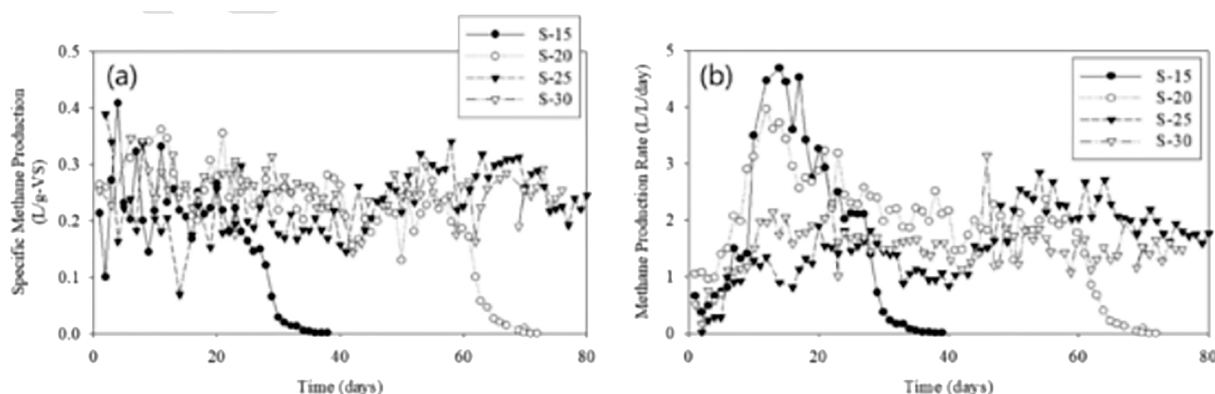 (a)
S-15
S-20
S-25
S-30
Specific Methane Production
(L/g-VS)
0.5
0.4
0.3
0.2
0.1
0.0
0 20 40 60 80
Time (days)
(b)
S-15
S-20
S-25
S-30
Methane Production Rate (L/L/day)
5
4
3
2
1
0
0 20 40 60 80
Time (days)